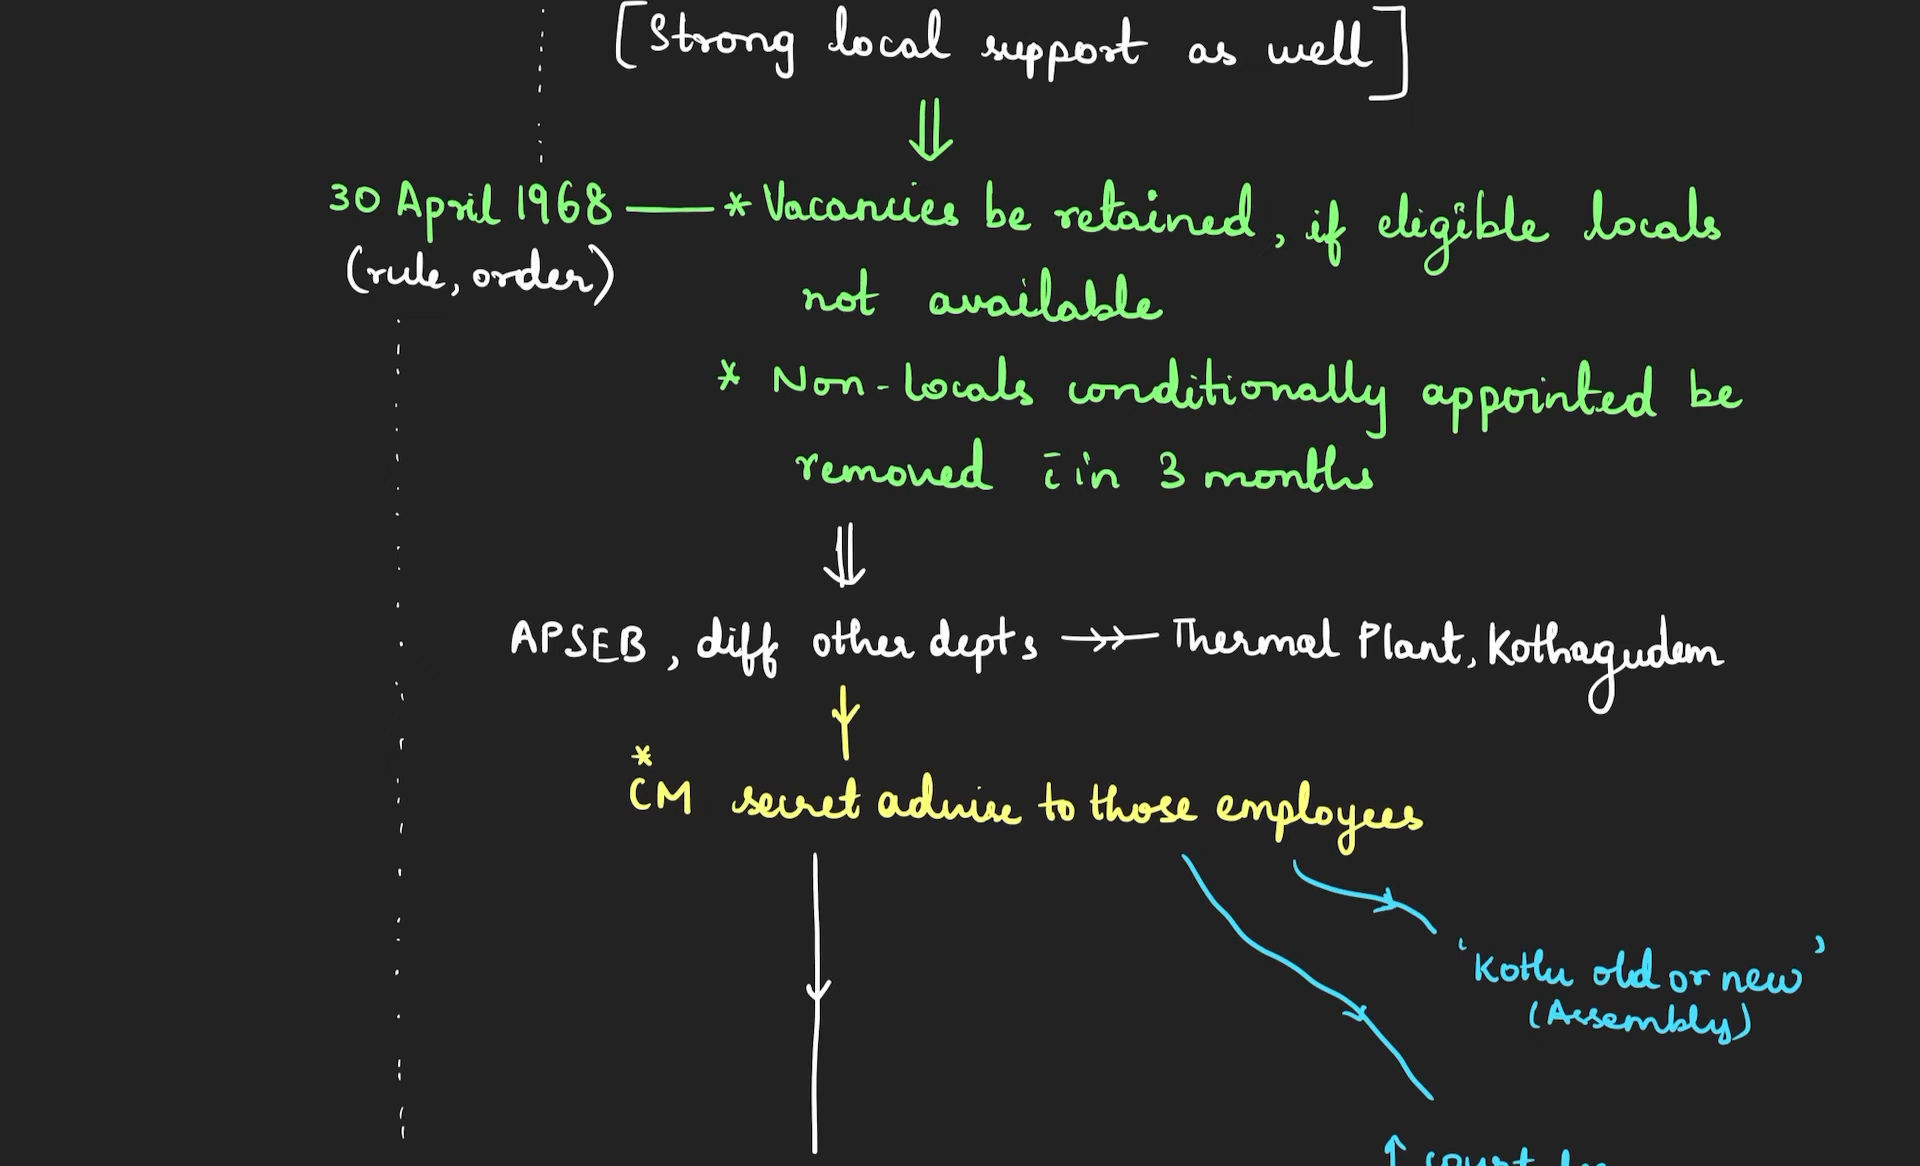 [Strong local support as well]
30 April 1968 — * Vacancies be retained, if eligible locals
(rule, order)
not available
* Non-Locals conditionally appointed be
removed c̄ in 3 months
APSEB, diff other depts →→ Thermal Plant, Kothagudem
*
CM secret advise to those employees
'Kothu old or new'
(Assembly)
↑ court